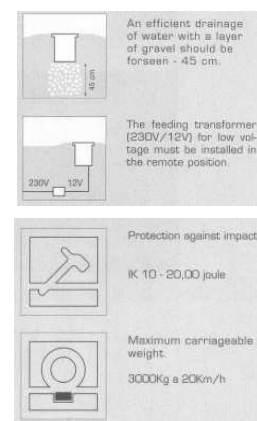 An efficient drainage
of water with a layer
of gravel should be
forseen - 45 cm.
45 cm
The feeding transformer
(230V/12V) for low vol-
tage must be installed in
the remote position.
230V 12V
Protection against impact
IK 10 - 20,00 joule
Maximum carriageable
weight.
3000Kg a 20Km/h